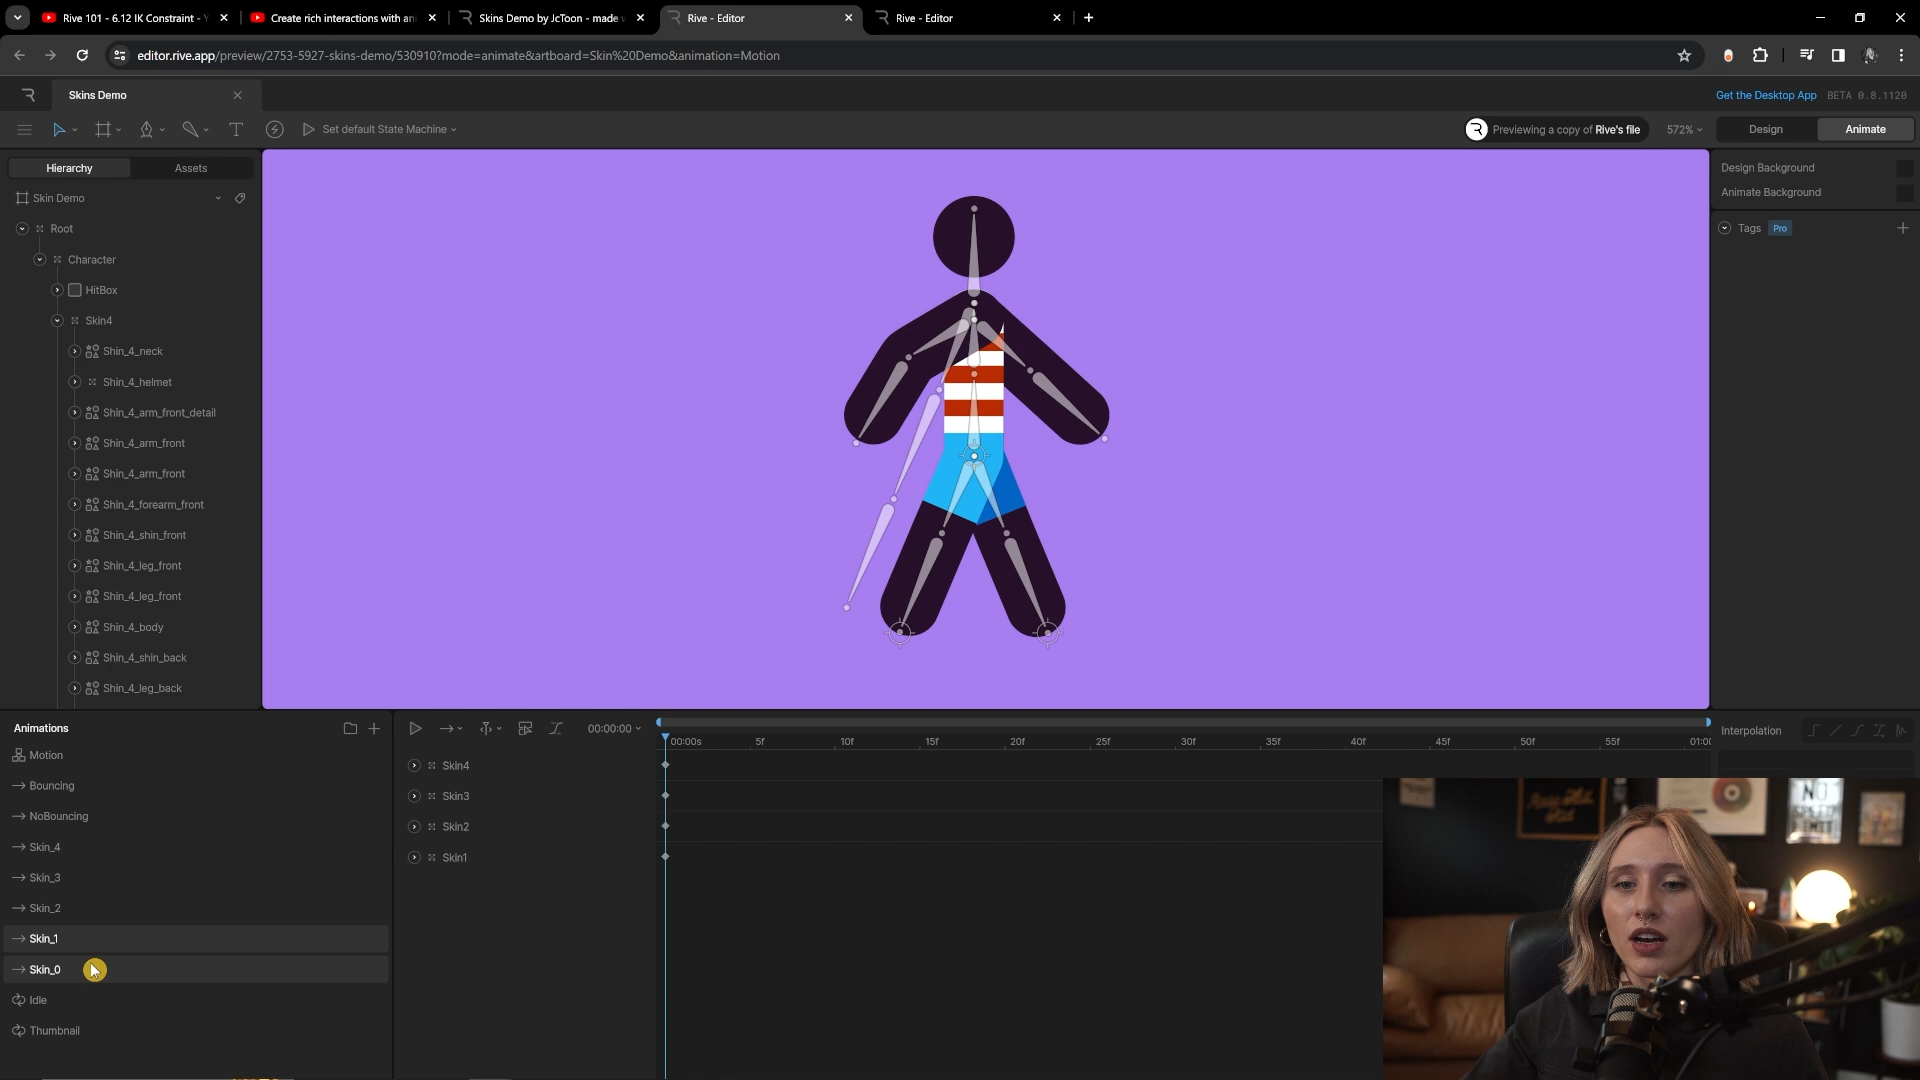 Rive 101 - 6.12 IK Constraint - Y
Create rich interactions with an
Skins Demo by JcToon - made w
Rive - Editor
Rive - Editor
editor.rive.app/preview/2753-5927-skins-demo/530910?mode=animate&artboard=Skin%20Demo&animation=Motion
Skins Demo
Get the Desktop App
BETA 0.8.1120
Set default State Machine
Previewing a copy of Rive's file
572%
Design
Animate
Hierarchy
Assets
Design Background
Skin Demo
Animate Background
Root
Tags
Pro
Character
HitBox
Skin4
Shin_4_neck
Shin_4_helmet
Shin_4_arm_front_detail
Shin_4_arm_front
Shin_4_arm_front
Shin_4_forearm_front
Shin_4_shin_front
Shin_4_leg_front
Shin_4_leg_front
Shin_4_body
Shin_4_shin_back
Shin_4_leg_back
Animations
00:00:00
Interpolation
00:00s
5f
10f
15f
20f
25f
30f
35f
40f
45f
50f
55f
01:00
Motion
Skin4
Bouncing
Skin3
NoBouncing
Skin2
Skin_4
Skin1
Skin_3
Skin_2
Skin_1
Skin_0
Idle
Thumbnail
NO